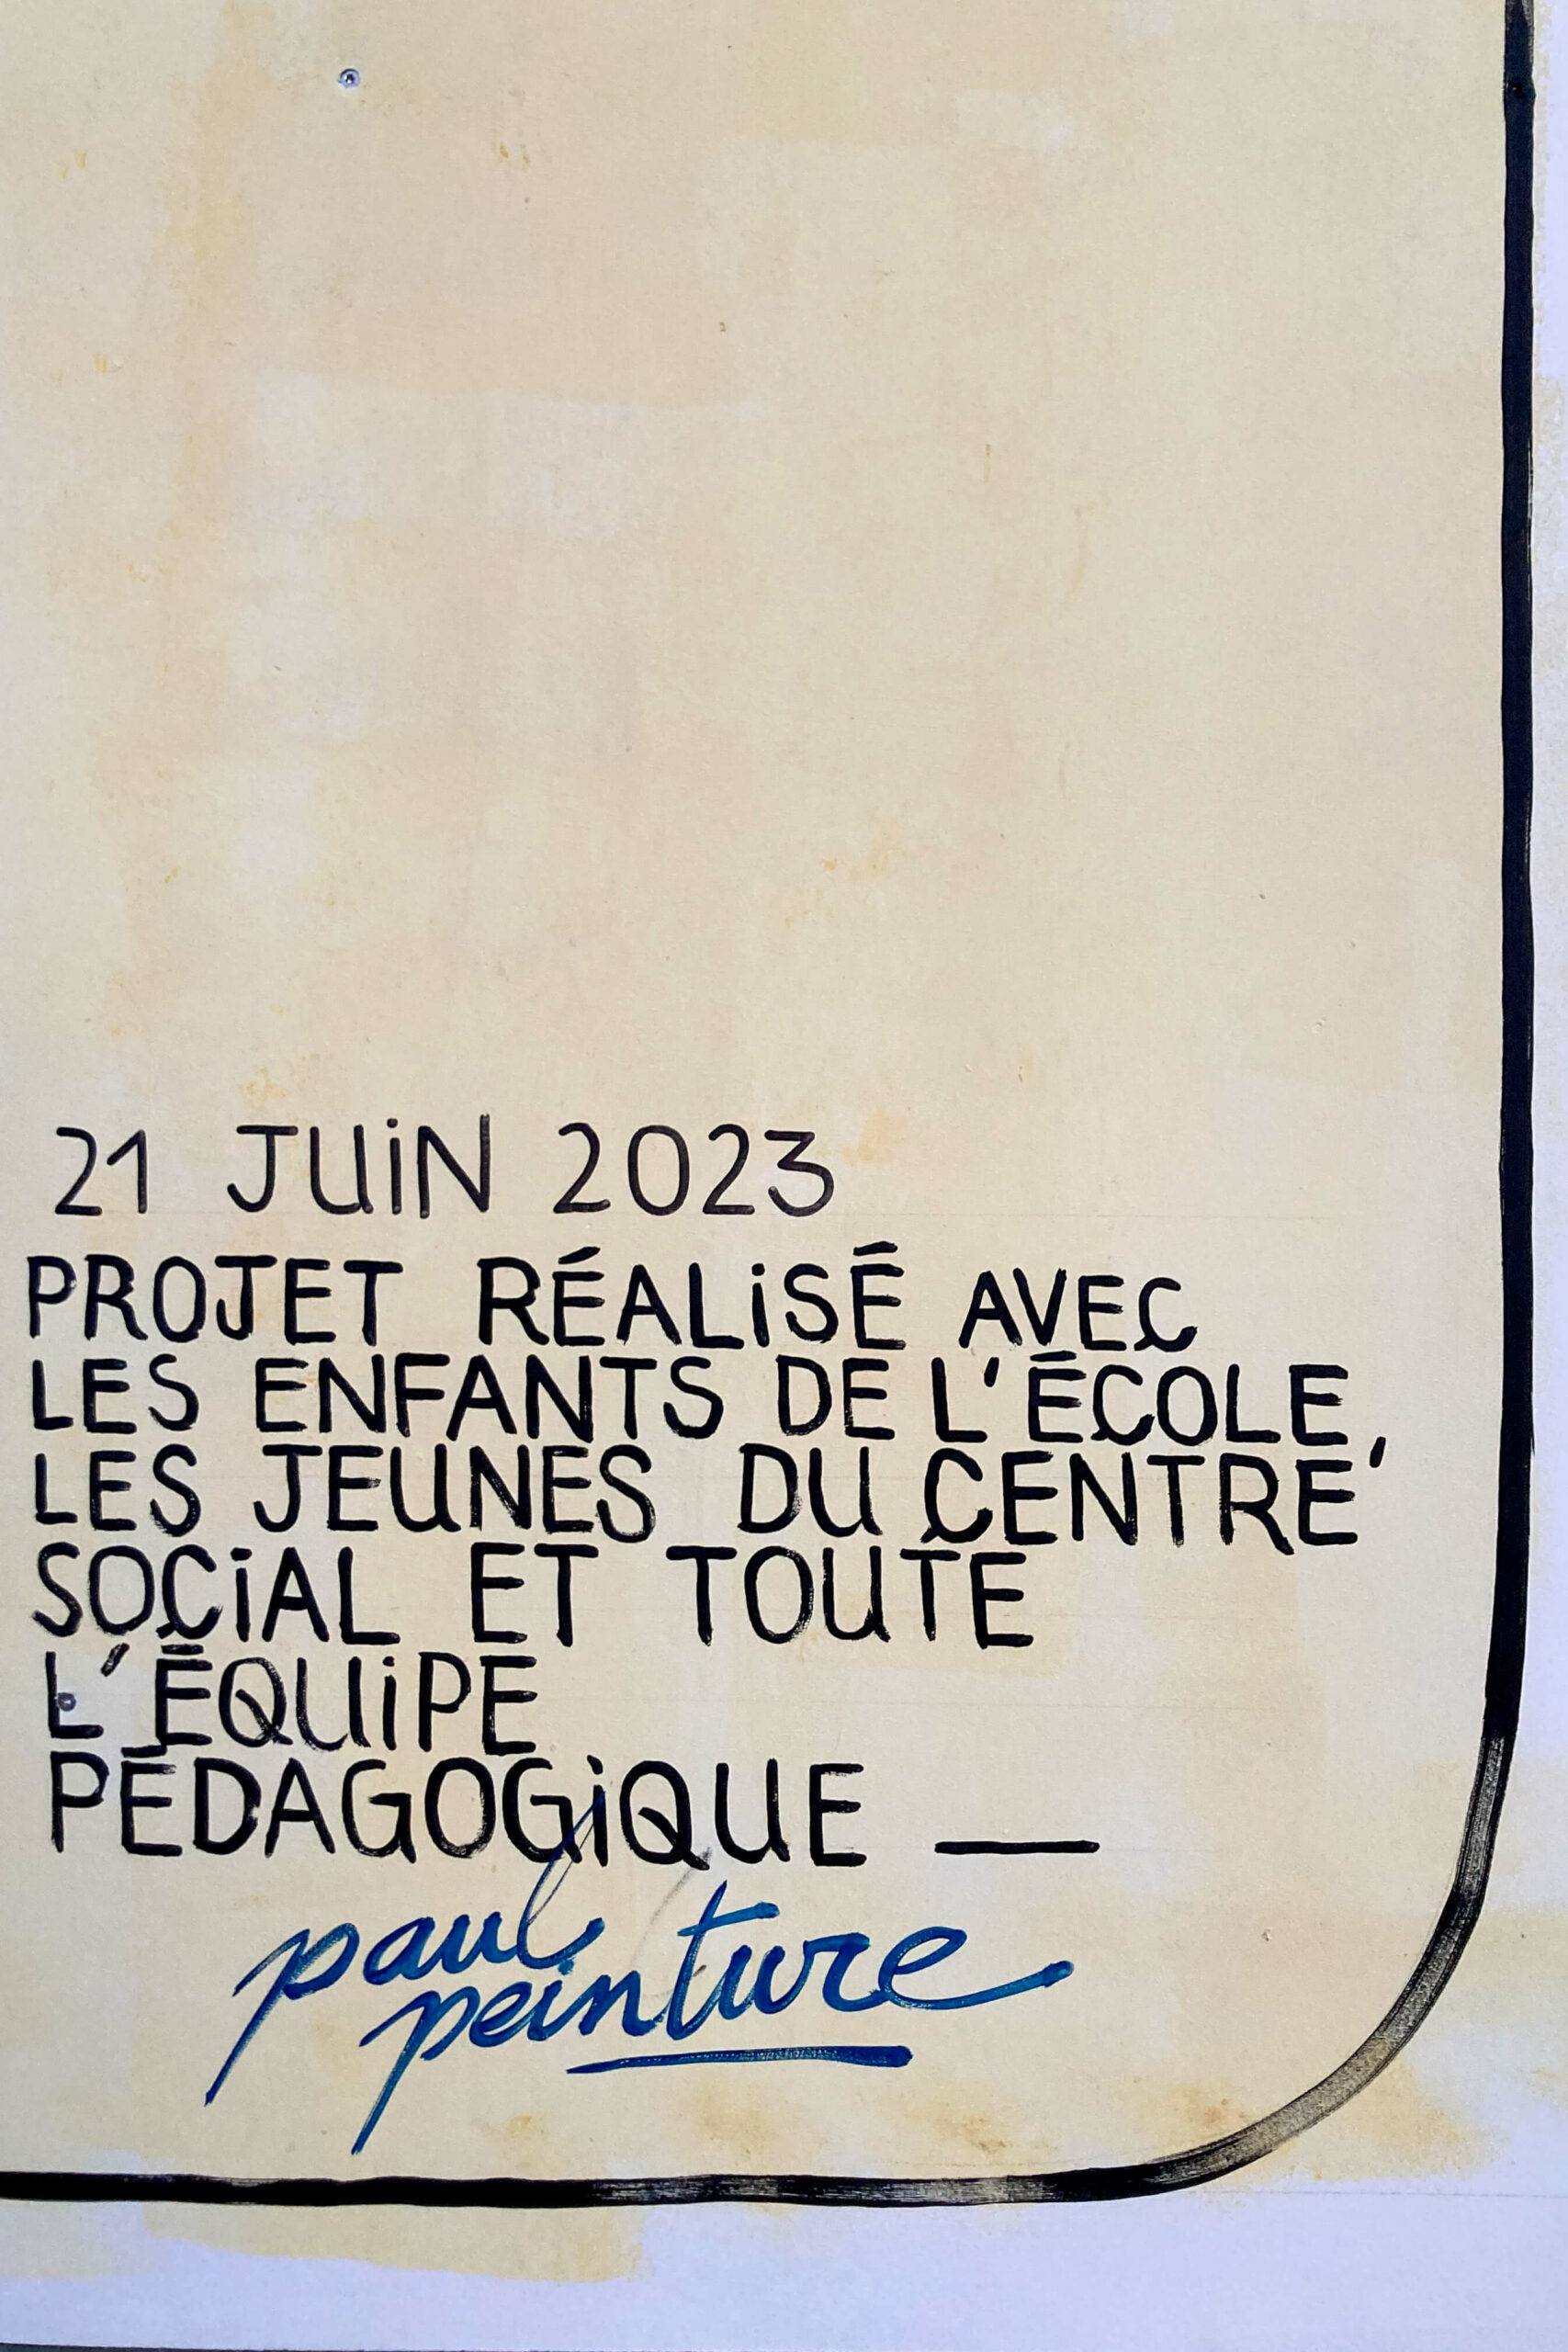 21 JUiN 2023
PROJET RÉALiSÉ AVEC
LES ENFANTS DE L'ÉCOLE,
LES JEUNES DU CENTRE
SOCiAL ET TOUTE
L'ÉQUiPE
PÉDAGOGiQUE —
paul
peinture